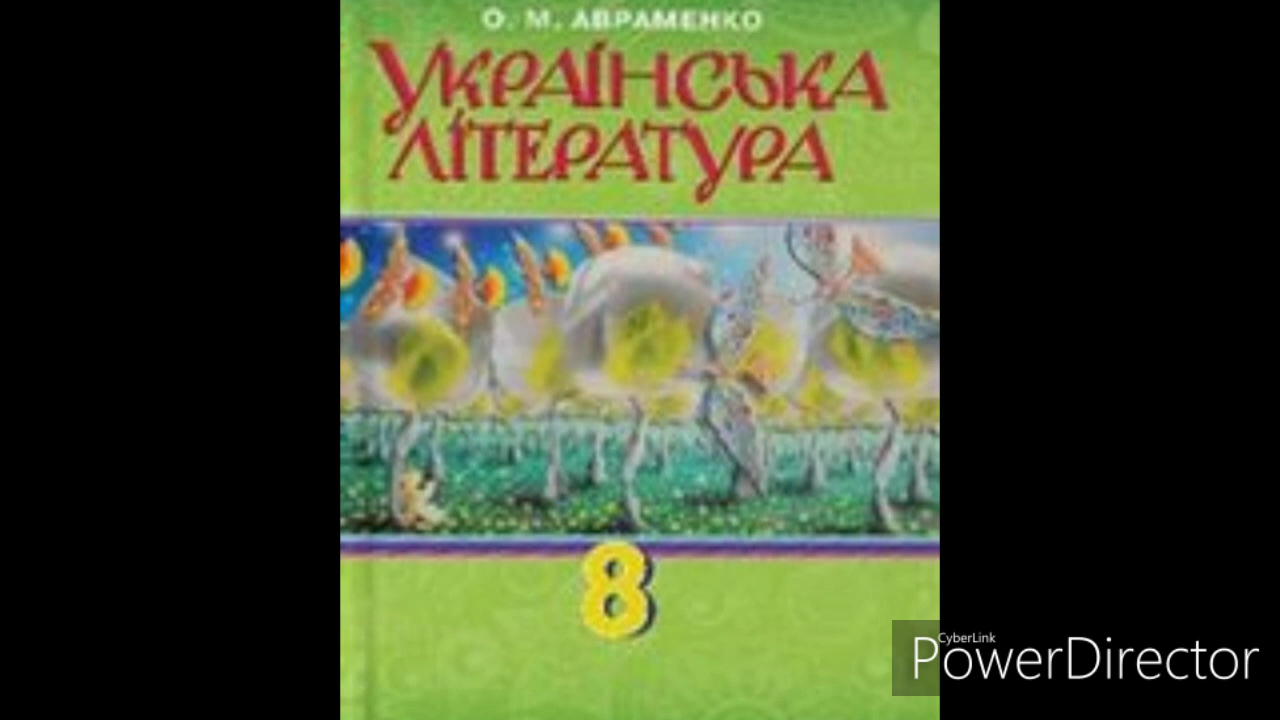 О. М. АВРАМЕНКО
УКРАЇНСЬКА
ЛІТЕРАТУРА
8
CyberLink
PowerDirector